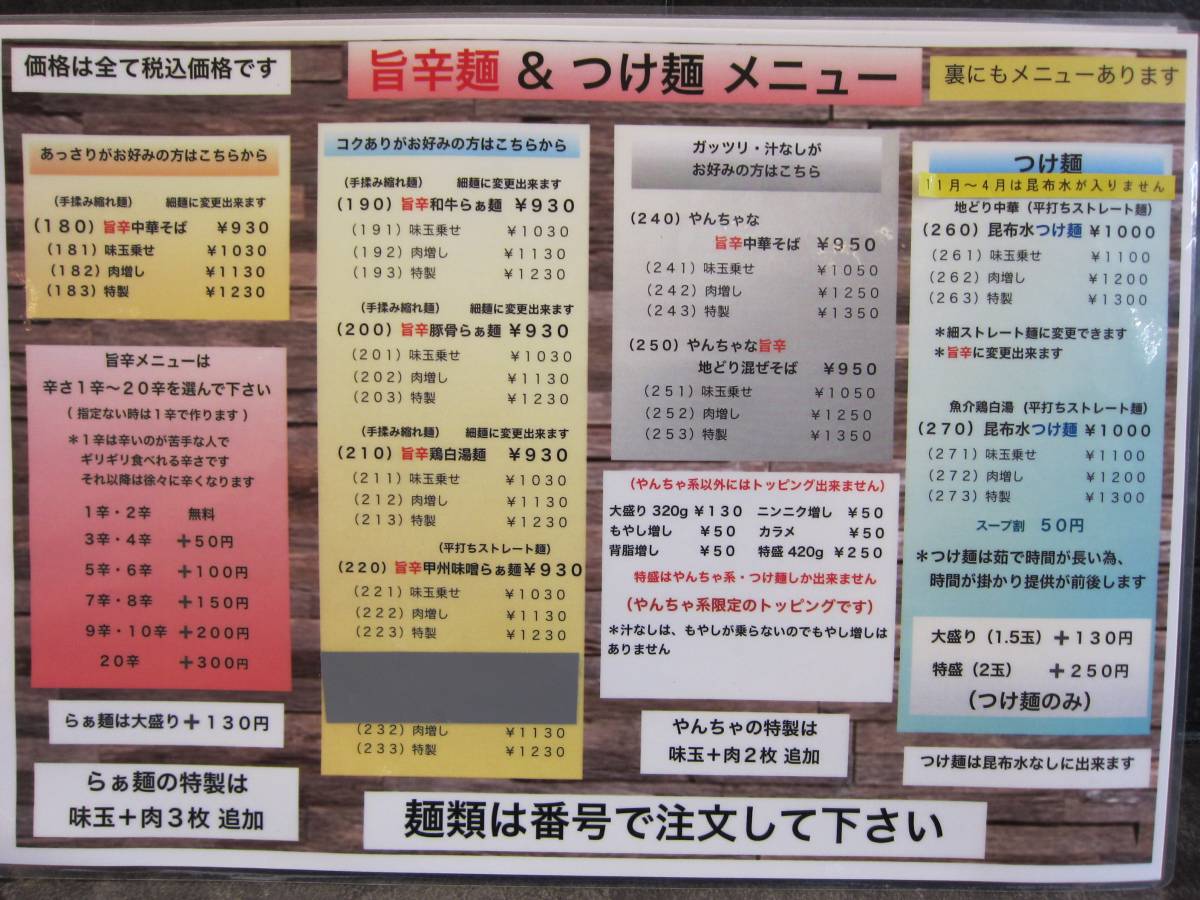 価格は全て税込価格です
旨辛麺 & つけ麺 メニュー
裏にもメニューあります
あっさりがお好みの方はこちらから
(手揉み縮れ麺) 細麺に変更出来ます
(180) 旨辛中華そば ¥930
(181) 味玉乗せ ¥1030
(182) 肉増し ¥1130
(183) 特製 ¥1230
旨辛メニューは
辛さ1辛〜20辛を選んで下さい
(指定ない時は1辛で作ります)
*1辛は辛いのが苦手な人で
ギリギリ食べれる辛さです
それ以降は徐々に辛くなります
1辛・2辛 無料
3辛・4辛 +50円
5辛・6辛 +100円
7辛・8辛 +150円
9辛・10辛 +200円
20辛 +300円
らぁ麺は大盛り+130円
らぁ麺の特製は
味玉+肉3枚 追加
コクありがお好みの方はこちらから
(手揉み縮れ麺) 細麺に変更出来ます
(190) 旨辛和牛らぁ麺 ¥930
(191) 味玉乗せ ¥1030
(192) 肉増し ¥1130
(193) 特製 ¥1230
(手揉み縮れ麺) 細麺に変更出来ます
(200) 旨辛豚骨らぁ麺 ¥930
(201) 味玉乗せ ¥1030
(202) 肉増し ¥1130
(203) 特製 ¥1230
(手揉み縮れ麺) 細麺に変更出来ます
(210) 旨辛鶏白湯麺 ¥930
(211) 味玉乗せ ¥1030
(212) 肉増し ¥1130
(213) 特製 ¥1230
(平打ちストレート麺)
(220) 旨辛甲州味噌らぁ麺 ¥930
(221) 味玉乗せ ¥1030
(222) 肉増し ¥1130
(223) 特製 ¥1230
(232) 肉増し ¥1130
(233) 特製 ¥1230
ガッツリ・汁なしが
お好みの方はこちら
(240) やんちゃな
旨辛中華そば ¥950
(241) 味玉乗せ ¥1050
(242) 肉増し ¥1250
(243) 特製 ¥1350
(250) やんちゃな旨辛
地どり混ぜそば ¥950
(251) 味玉乗せ ¥1050
(252) 肉増し ¥1250
(253) 特製 ¥1350
(やんちゃ系以外にはトッピング出来ません)
大盛り 320g ¥130 ニンニク増し ¥50
もやし増し ¥50 カラメ ¥50
背脂増し ¥50 特盛 420g ¥250
特盛はやんちゃ系・つけ麺しか出来ません
(やんちゃ系限定のトッピングです)
*汁なしは、もやしが乗らないのでもやし増しは
ありません
やんちゃの特製は
味玉+肉2枚 追加
つけ麺
11月〜4月は昆布水が入りません
地どり中華 (平打ちストレート麺)
(260) 昆布水つけ麺 ¥1000
(261) 味玉乗せ ¥1100
(262) 肉増し ¥1200
(263) 特製 ¥1300
*細ストレート麺に変更できます
*旨辛に変更出来ます
魚介鶏白湯 (平打ちストレート麺)
(270) 昆布水つけ麺 ¥1000
(271) 味玉乗せ ¥1100
(272) 肉増し ¥1200
(273) 特製 ¥1300
スープ割 50円
*つけ麺は茹で時間が長い為、
時間が掛かり提供が前後します
大盛り (1.5玉) +130円
特盛 (2玉) +250円
(つけ麺のみ)
つけ麺は昆布水なしに出来ます
麺類は番号で注文して下さい